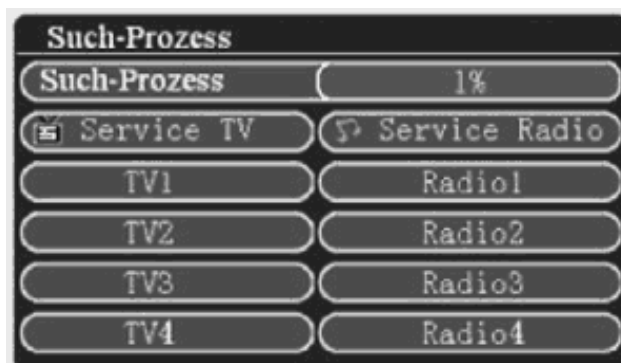 Such-Prozess
Such-Prozess 1%
Service TV Service Radio
TV1 Radio1
TV2 Radio2
TV3 Radio3
TV4 Radio4